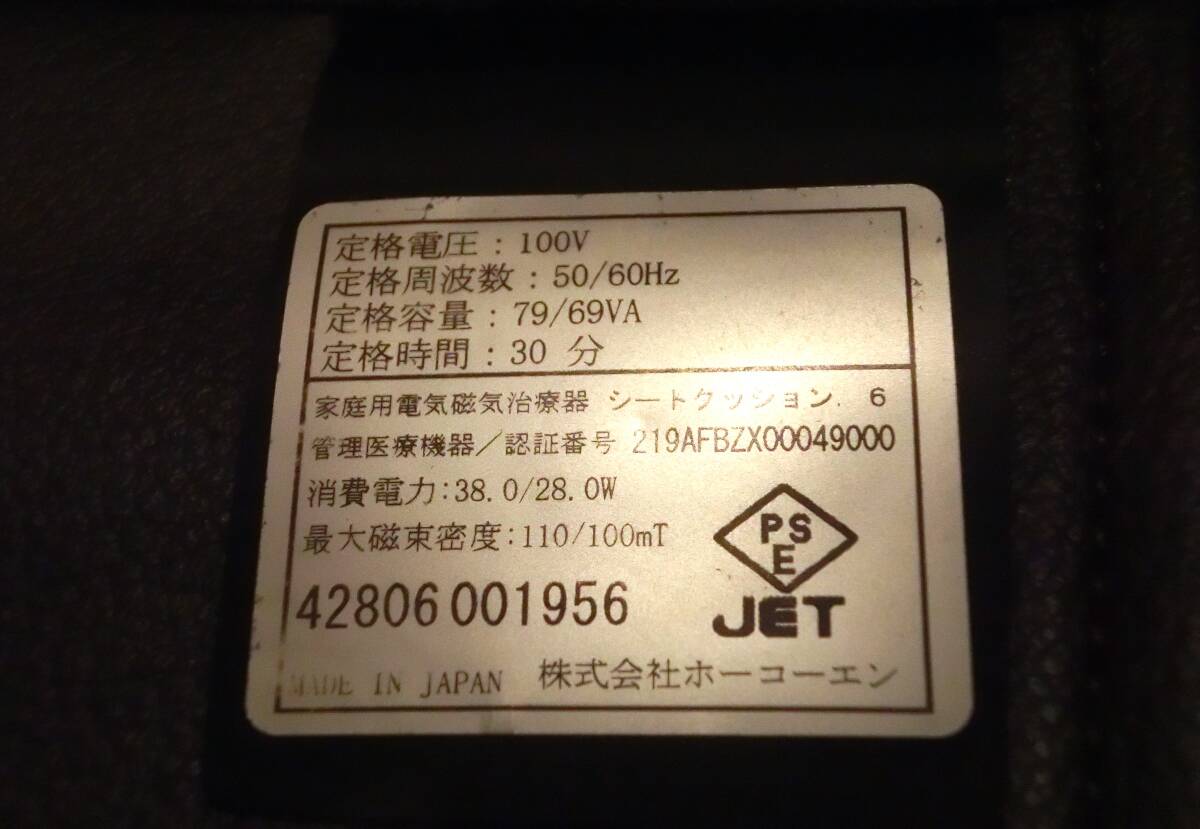 定格電圧：100V
定格周波数：50/60Hz
定格容量：79/69VA
定格時間：30 分
家庭用電気磁気治療器 シートクッション. 6
管理医療機器／認証番号 219AFBZX00049000
消費電力:38.0/28.0W
最大磁束密度:110/100mT
PS
E
42806 001956
JET
MADE IN JAPAN 株式会社ホーコーエン